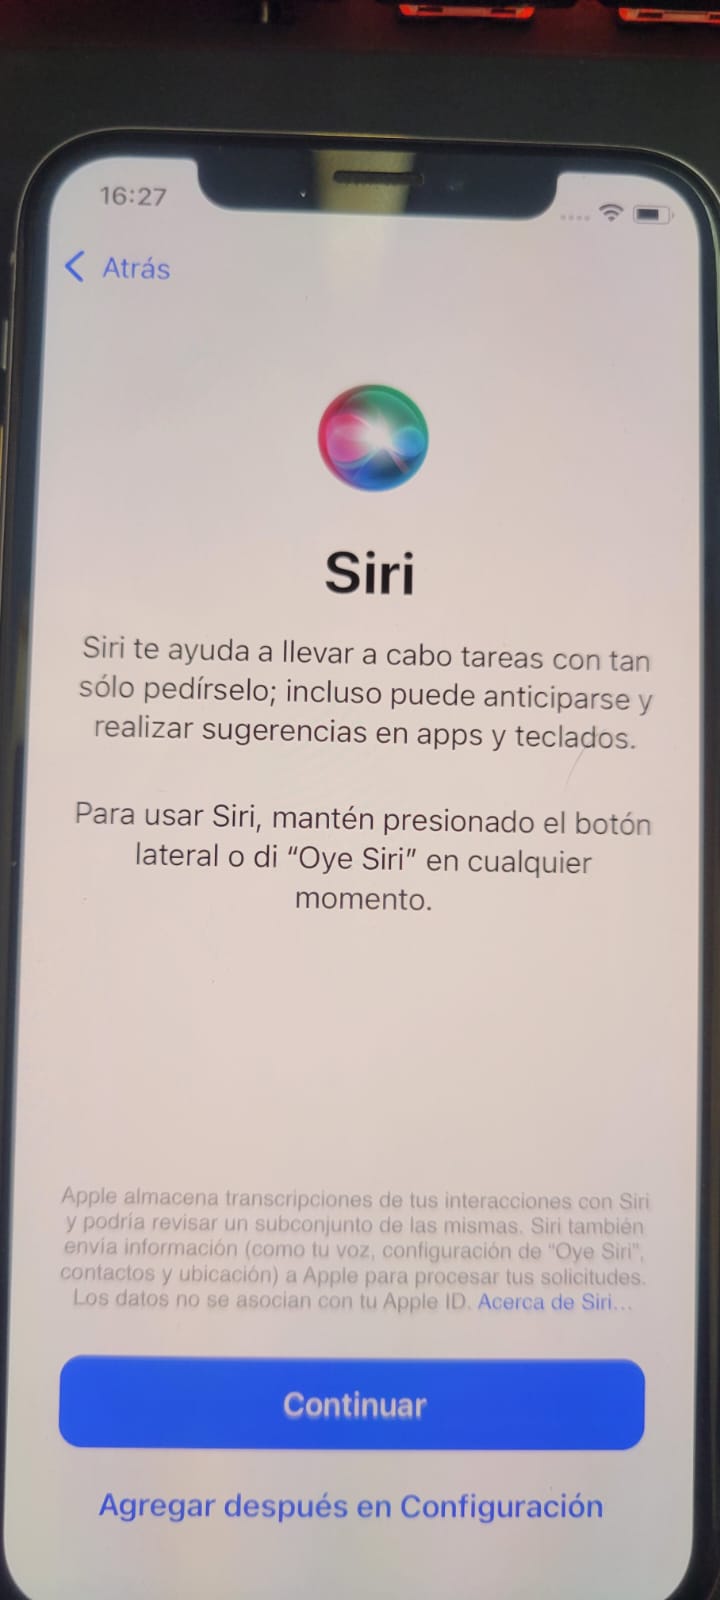 16:27
Atrás
Siri
Siri te ayuda a llevar a cabo tareas con tan
sólo pedírselo; incluso puede anticiparse y
realizar sugerencias en apps y teclados.
Para usar Siri, mantén presionado el botón
lateral o di “Oye Siri” en cualquier
momento.
Apple almacena transcripciones de tus interacciones con Siri
y podría revisar un subconjunto de las mismas. Siri también
envía información (como tu voz, configuración de “Oye Siri”,
contactos y ubicación) a Apple para procesar tus solicitudes.
Los datos no se asocian con tu Apple ID. Acerca de Siri...
Continuar
Agregar después en Configuración